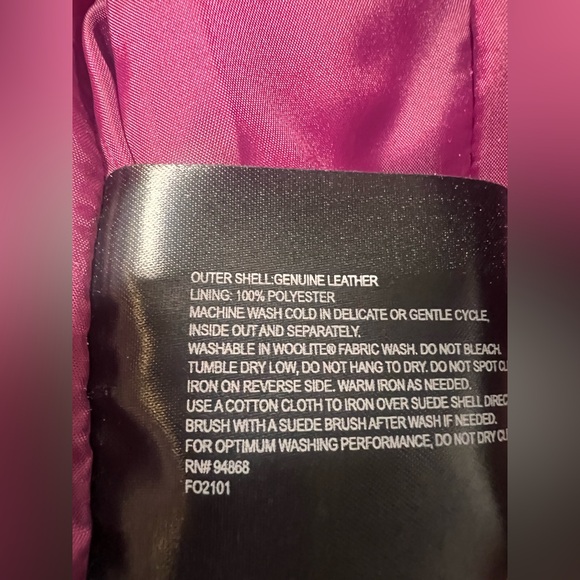 OUTER SHELL:GENUINE LEATHER
LINING: 100% POLYESTER
MACHINE WASH COLD IN DELICATE OR GENTLE CYCLE,
INSIDE OUT AND SEPARATELY.
WASHABLE IN WOOLITE® FABRIC WASH. DO NOT BLEACH.
TUMBLE DRY LOW, DO NOT HANG TO DRY. DO NOT SPOT
IRON ON REVERSE SIDE. WARM IRON AS NEEDED.
USE A COTTON CLOTH TO IRON OVER SUEDE SHELL
BRUSH WITH A SUEDE BRUSH AFTER WASH IF NEEDED.
FOR OPTIMUM WASHING PERFORMANCE, DO NOT DRY
RN# 94868
FO2101